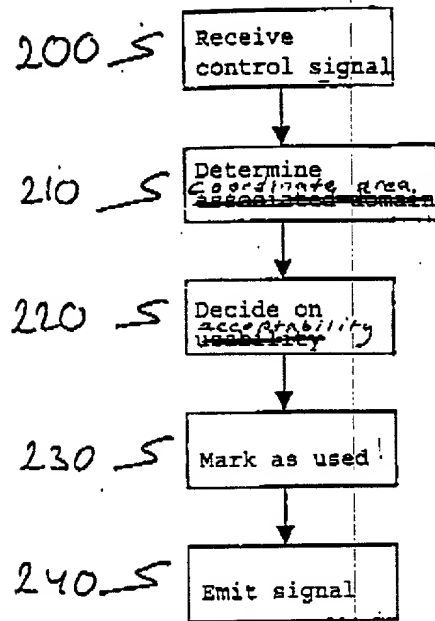 200 Receive
control signal
210 Determine
coordinate area
associated domain
220 Decide on
acceptability
usability
230 Mark as used
240 Emit signal